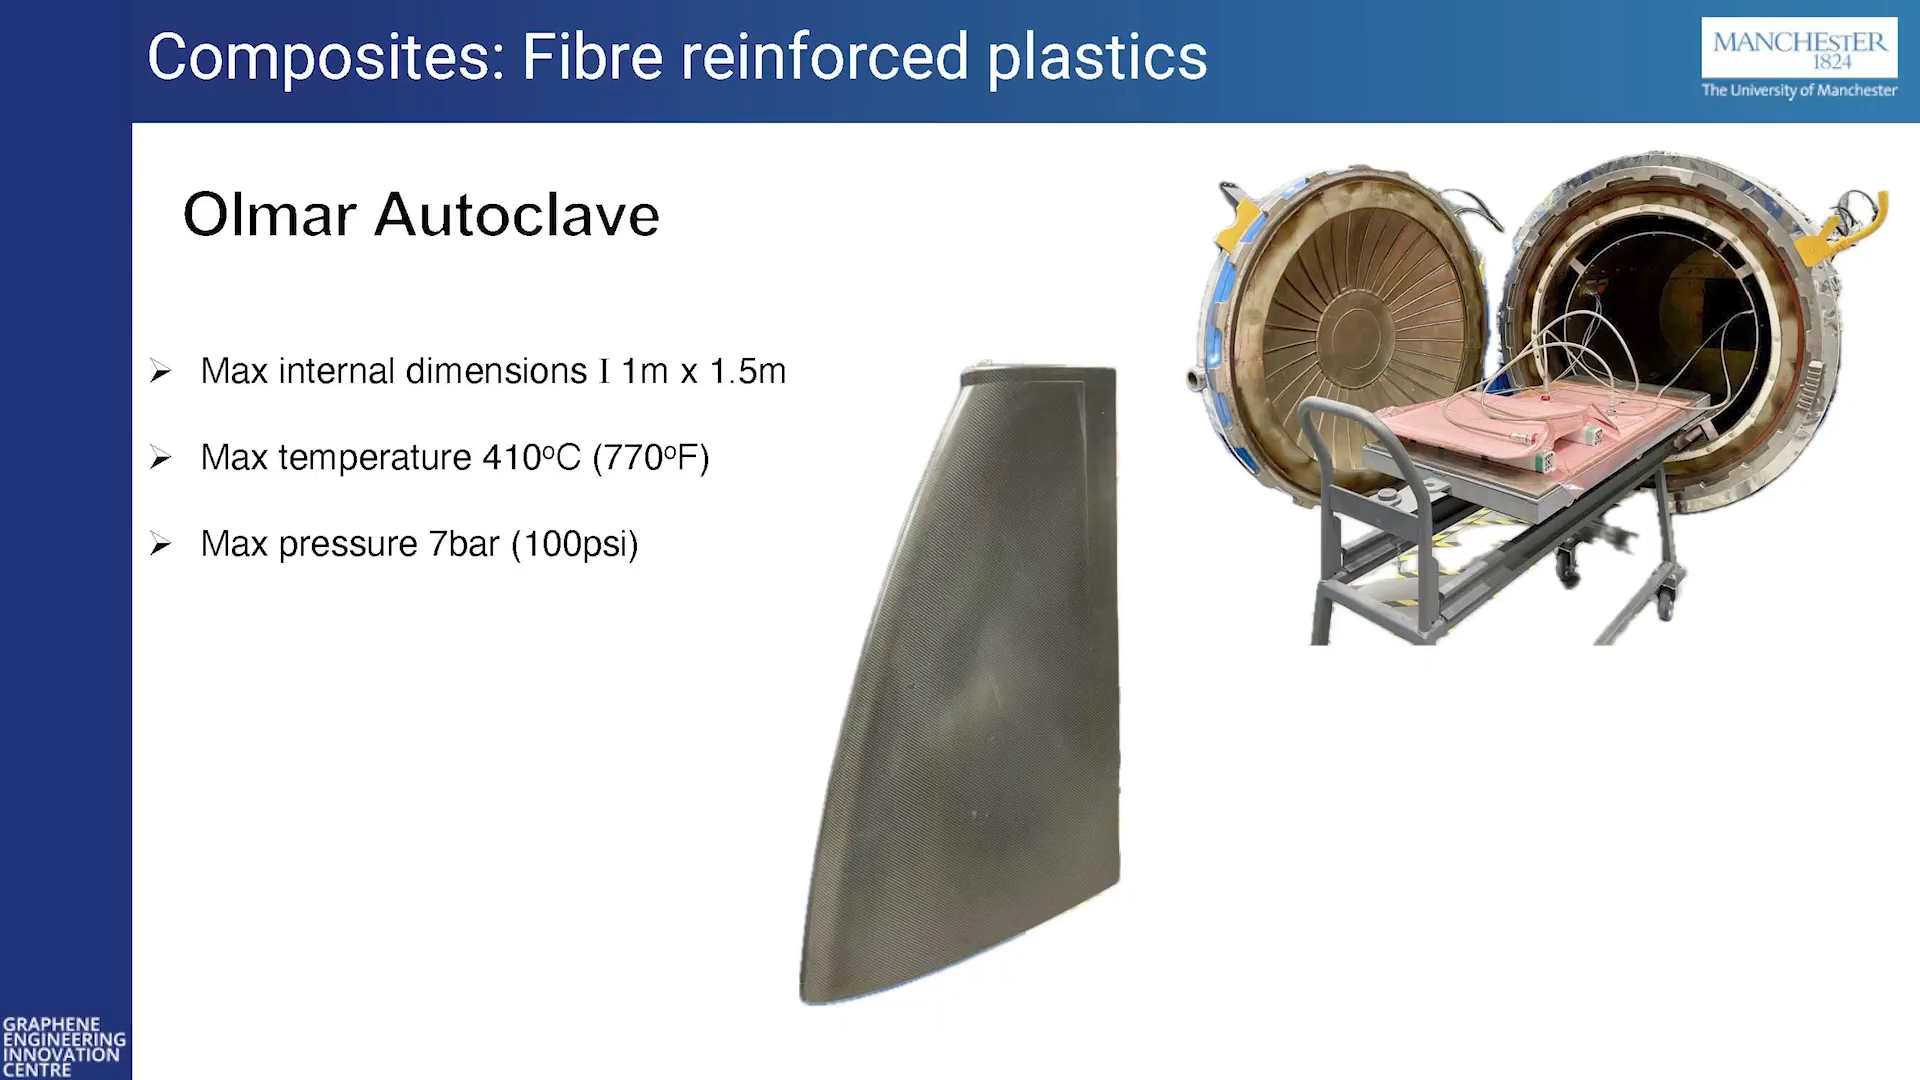 Composites: Fibre reinforced plastics
MANCHESTER
1824
The University of Manchester
Olmar Autoclave
➢ Max internal dimensions I 1m x 1.5m
➢ Max temperature 410ºC (770ºF)
➢ Max pressure 7bar (100psi)
GRAPHENE
ENGINEERING
INNOVATION
CENTRE